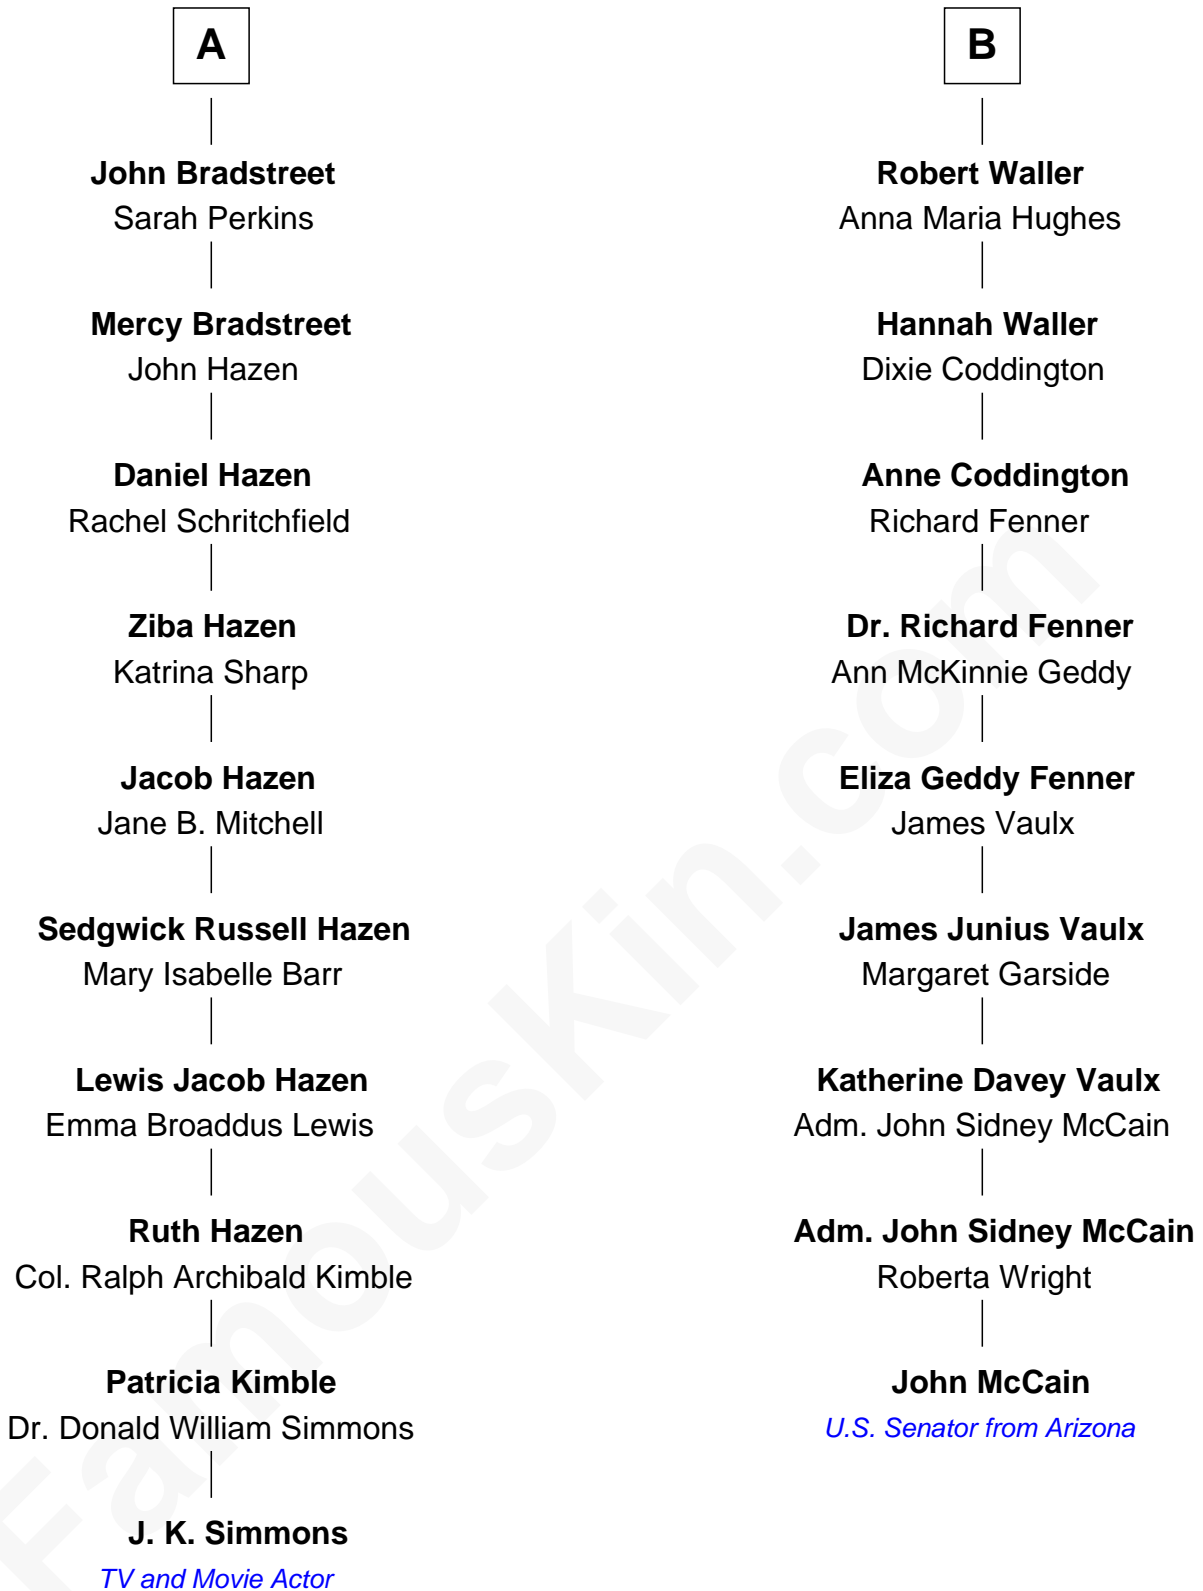 A
John Bradstreet
Sarah Perkins
Mercy Bradstreet
John Hazen
Daniel Hazen
Rachel Schritchfield
Ziba Hazen
Katrina Sharp
Jacob Hazen
Jane B. Mitchell
Sedgwick Russell Hazen
Mary Isabelle Barr
Lewis Jacob Hazen
Emma Broaddus Lewis
Ruth Hazen
Col. Ralph Archibald Kimble
Patricia Kimble
Dr. Donald William Simmons
J. K. Simmons
TV and Movie Actor
B
Robert Waller
Anna Maria Hughes
Hannah Waller
Dixie Coddington
Anne Coddington
Richard Fenner
Dr. Richard Fenner
Ann McKinnie Geddy
Eliza Geddy Fenner
James Vaulx
James Junius Vaulx
Margaret Garside
Katherine Davey Vaulx
Adm. John Sidney McCain
Adm. John Sidney McCain
Roberta Wright
John McCain
U.S. Senator from Arizona
FamousKin.com